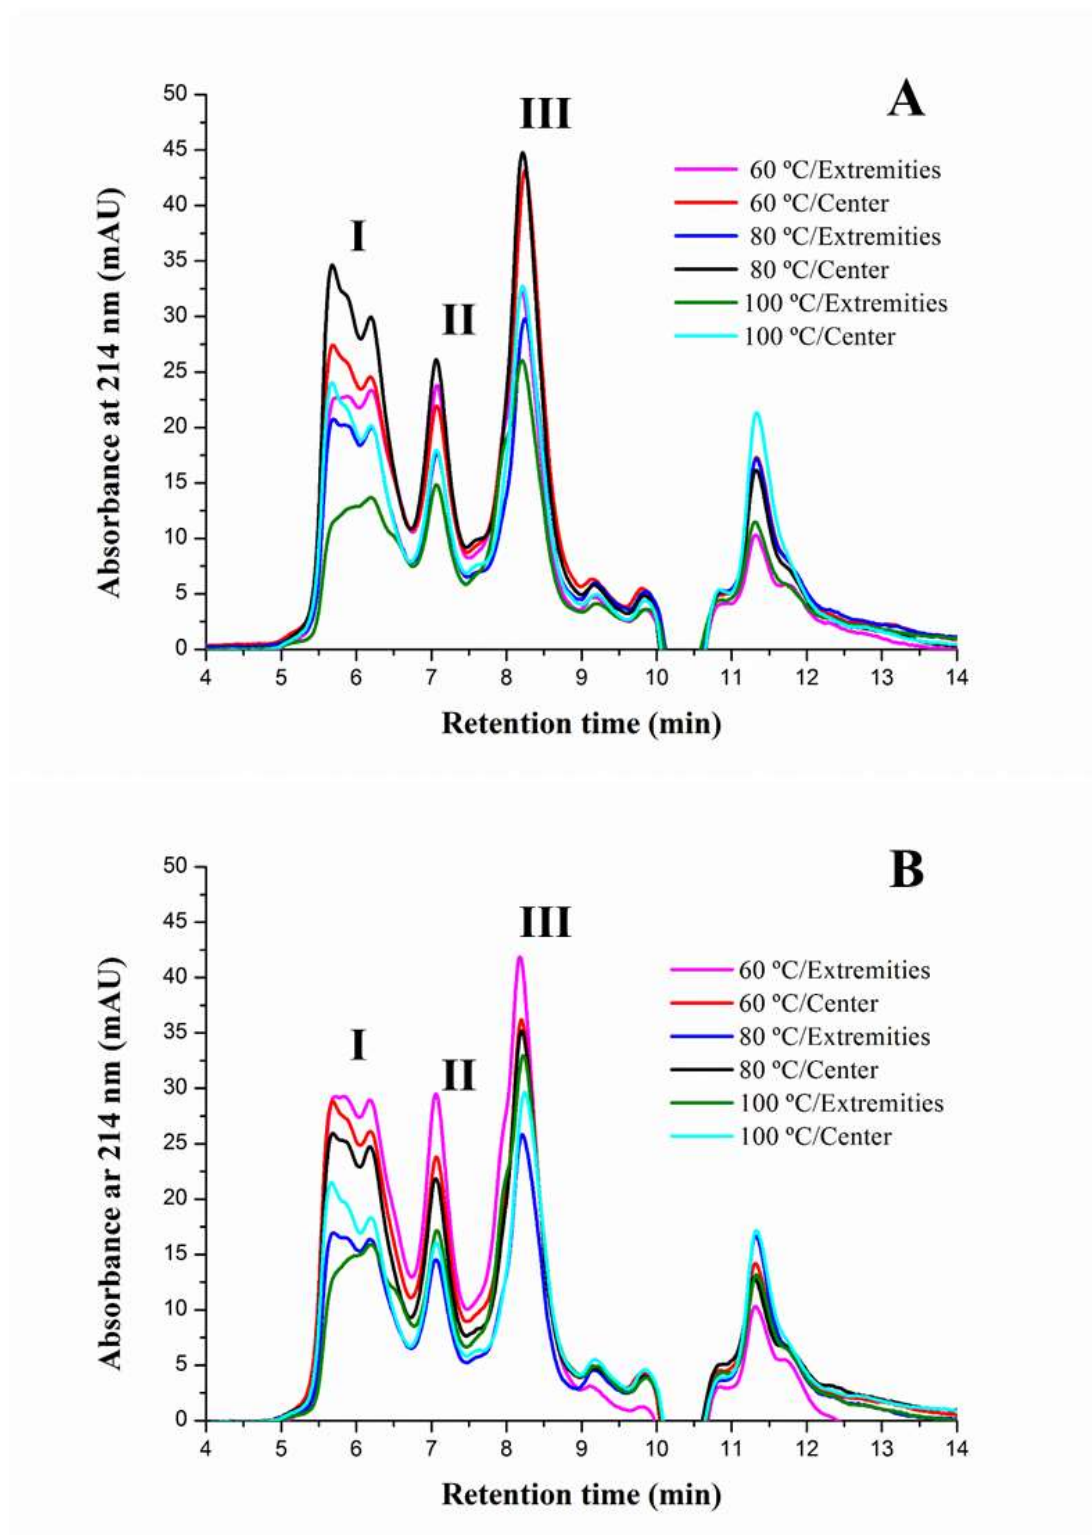 A
III
I
II
60 ºC/Extremities
60 ºC/Center
80 ºC/Extremities
80 ºC/Center
100 ºC/Extremities
100 ºC/Center
Absorbance at 214 nm (mAU)
50
45
40
35
30
25
20
15
10
5
0
4 5 6 7 8 9 10 11 12 13 14
Retention time (min)
B
III
I
II
60 ºC/Extremities
60 ºC/Center
80 ºC/Extremities
80 ºC/Center
100 ºC/Extremities
100 ºC/Center
Absorbance ar 214 nm (mAU)
50
45
40
35
30
25
20
15
10
5
0
4 5 6 7 8 9 10 11 12 13 14
Retention time (min)